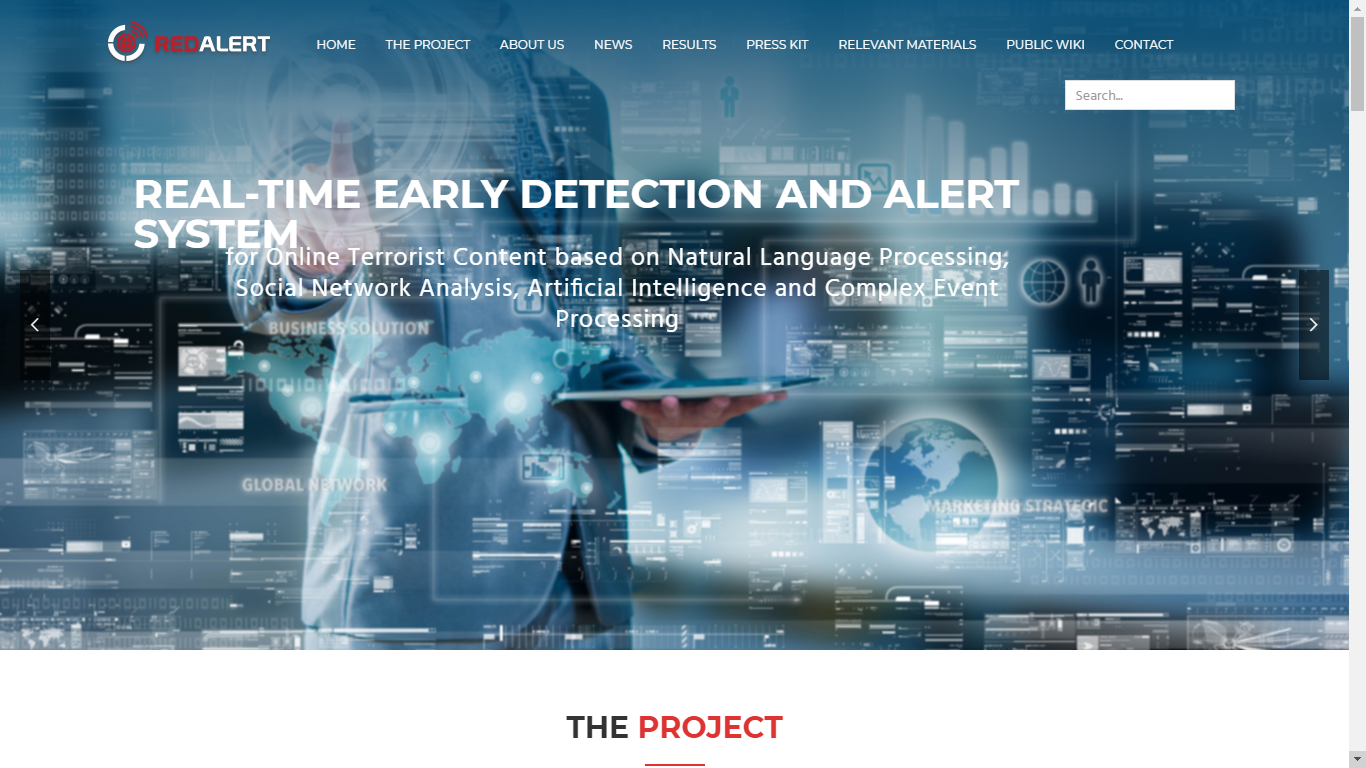 REDALERT
HOME
THE PROJECT
ABOUT US
NEWS
RESULTS
PRESS KIT
RELEVANT MATERIALS
PUBLIC WIKI
CONTACT
Search...
REAL-TIME EARLY DETECTION AND ALERT
SYSTEM
for Online Terrorist Content based on Natural Language Processing,
Social Network Analysis, Artificial Intelligence and Complex Event
Processing
BUSINESS SOLUTION
GLOBAL NETWORK
MARKETING STRATEGIC
THE PROJECT